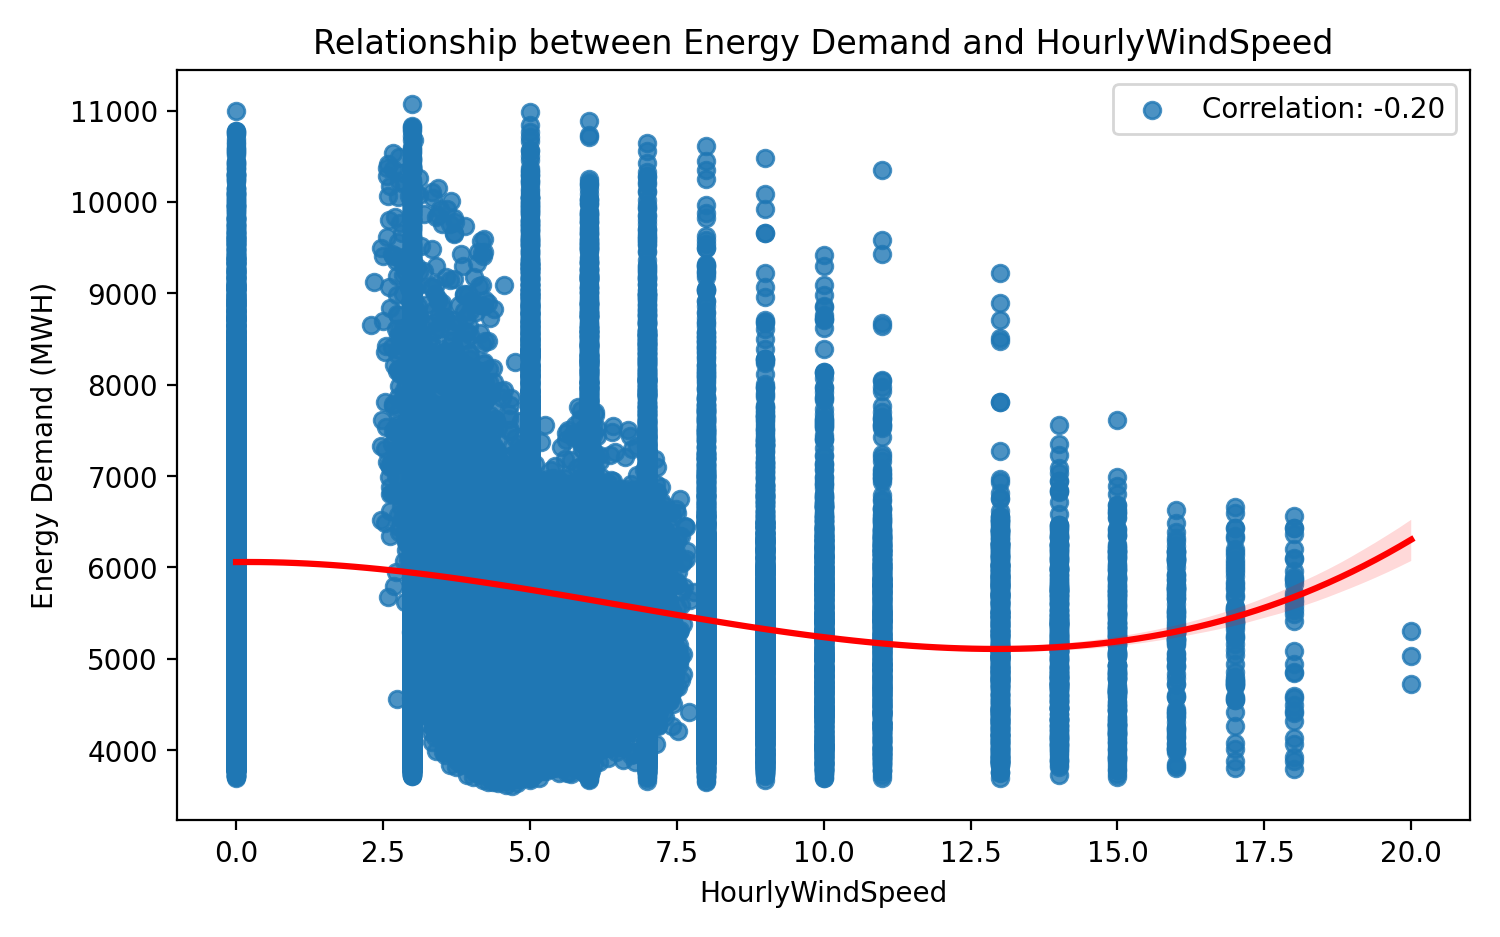 Relationship between Energy Demand and HourlyWindSpeed
Correlation: -0.20
Energy Demand (MWH)
11000
10000
9000
8000
7000
6000
5000
4000
0.0 2.5 5.0 7.5 10.0 12.5 15.0 17.5 20.0
HourlyWindSpeed